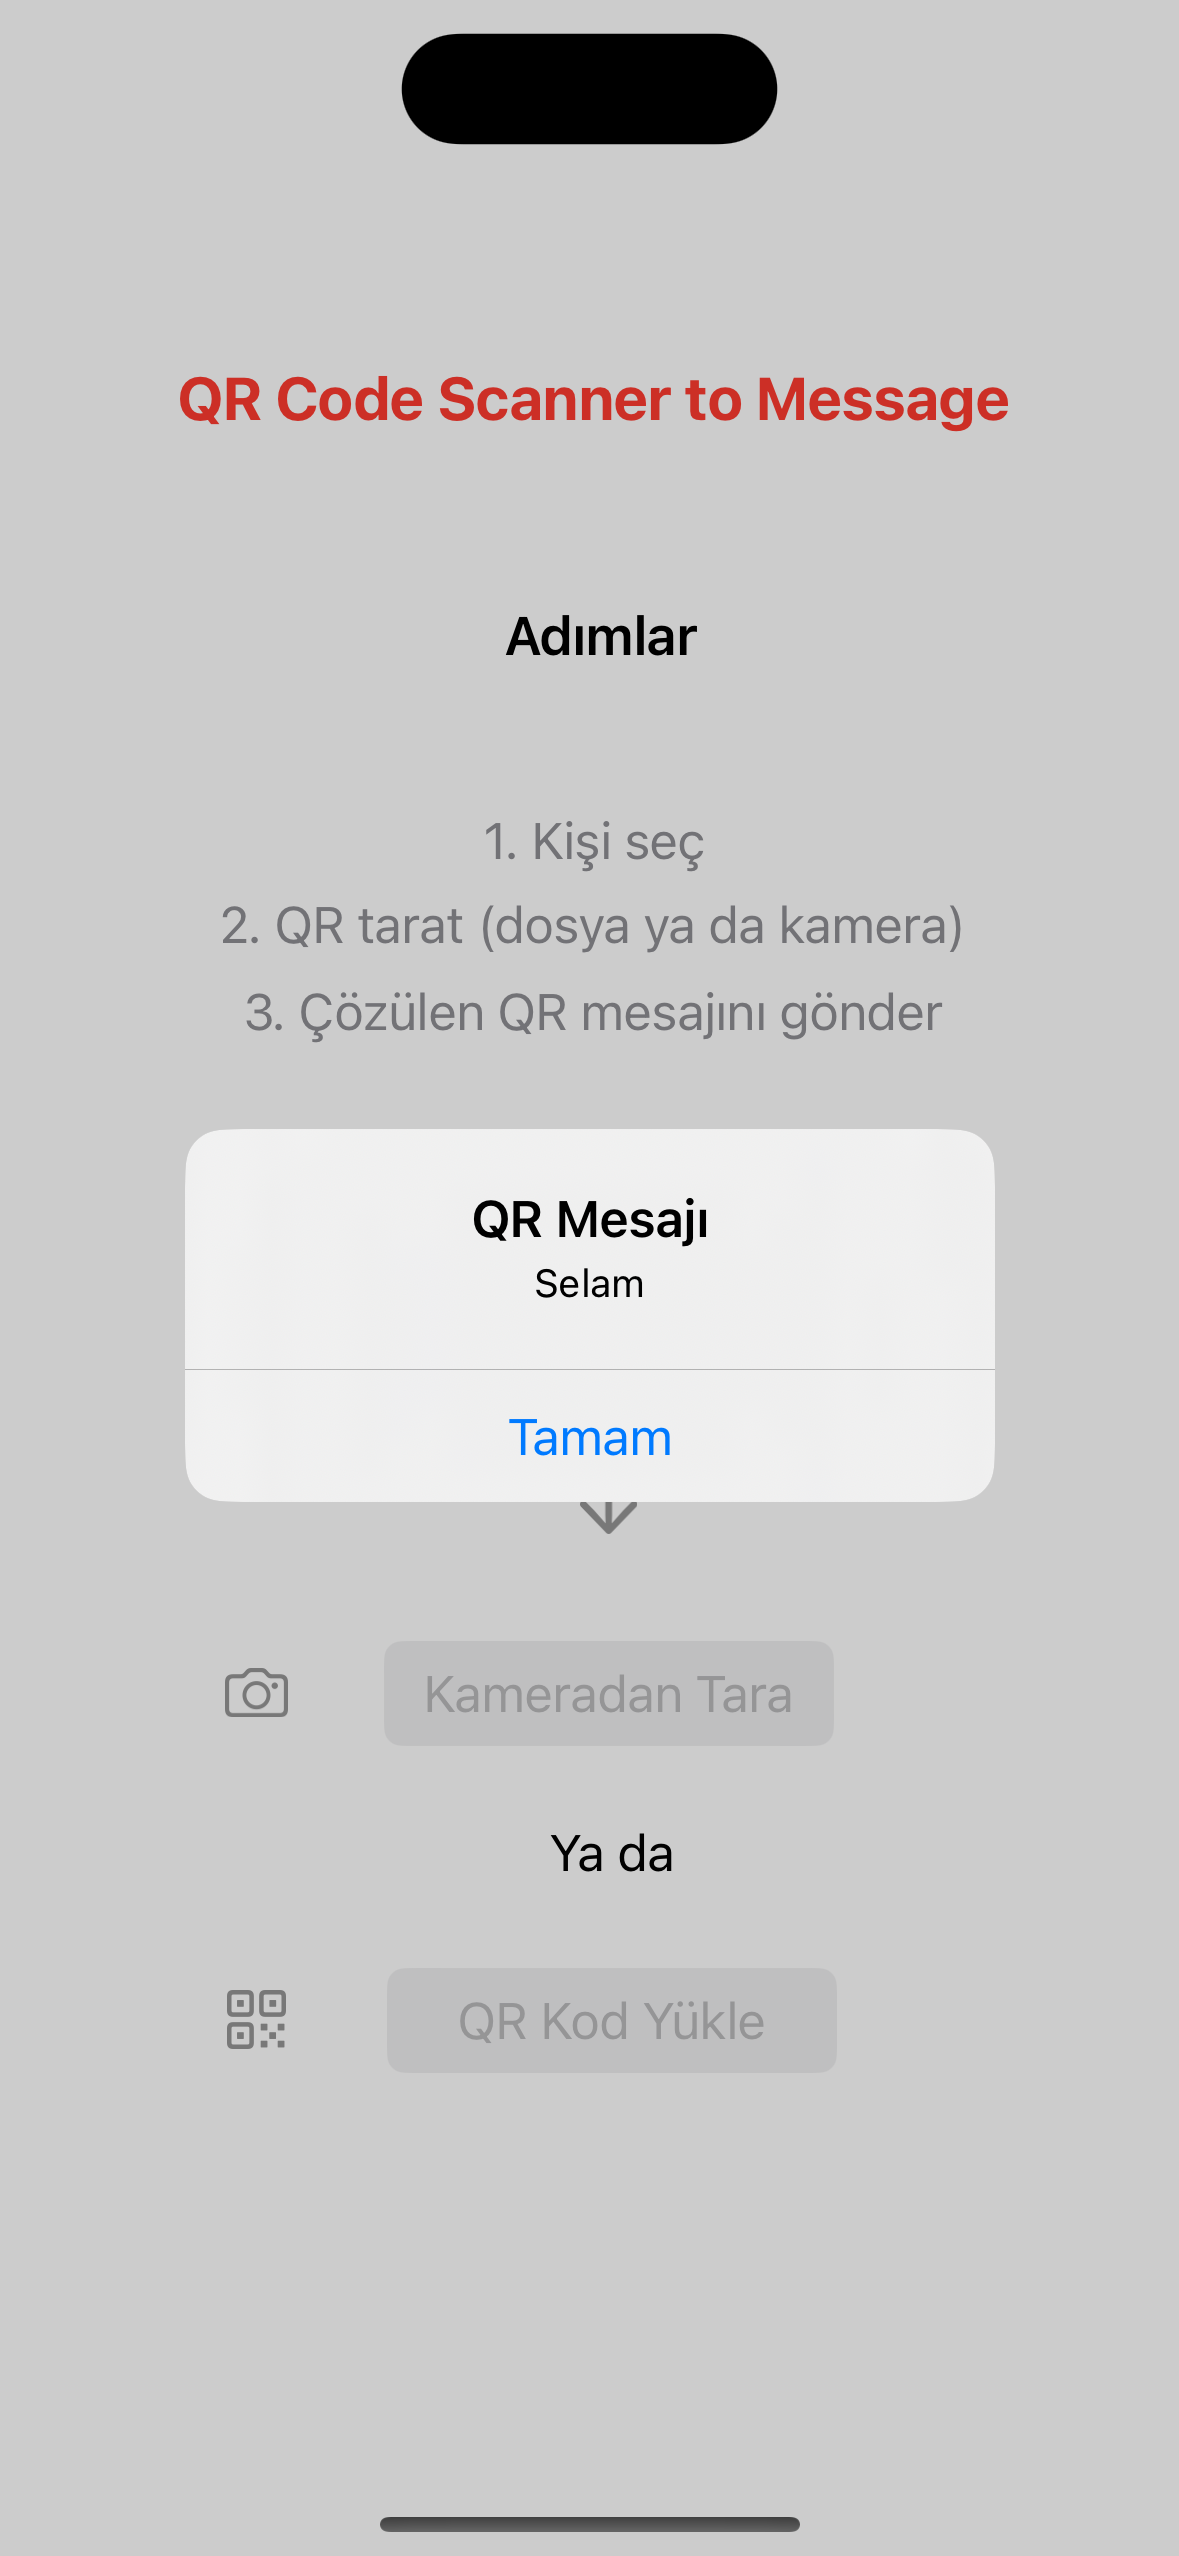 QR Code Scanner to Message
Adımlar
1. Kişi seç
2. QR tarat (dosya ya da kamera)
3. Çözülen QR mesajını gönder
QR Mesajı
Selam
Tamam
Kameradan Tara
Ya da
QR Kod Yükle